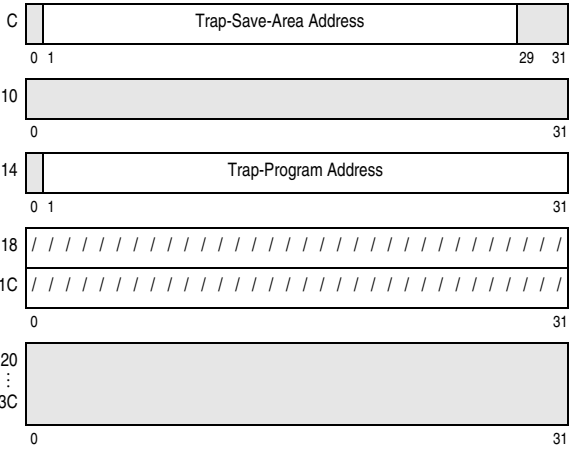 C Trap-Save-Area Address
0 1 29 31
10
0 31
14 Trap-Program Address
0 1 31
18 / / / / / / / / / / / / / / / / / / / / / / / / / / / / / / / /
1C / / / / / / / / / / / / / / / / / / / / / / / / / / / / / / / /
0 31
20
⋮
3C
0 31